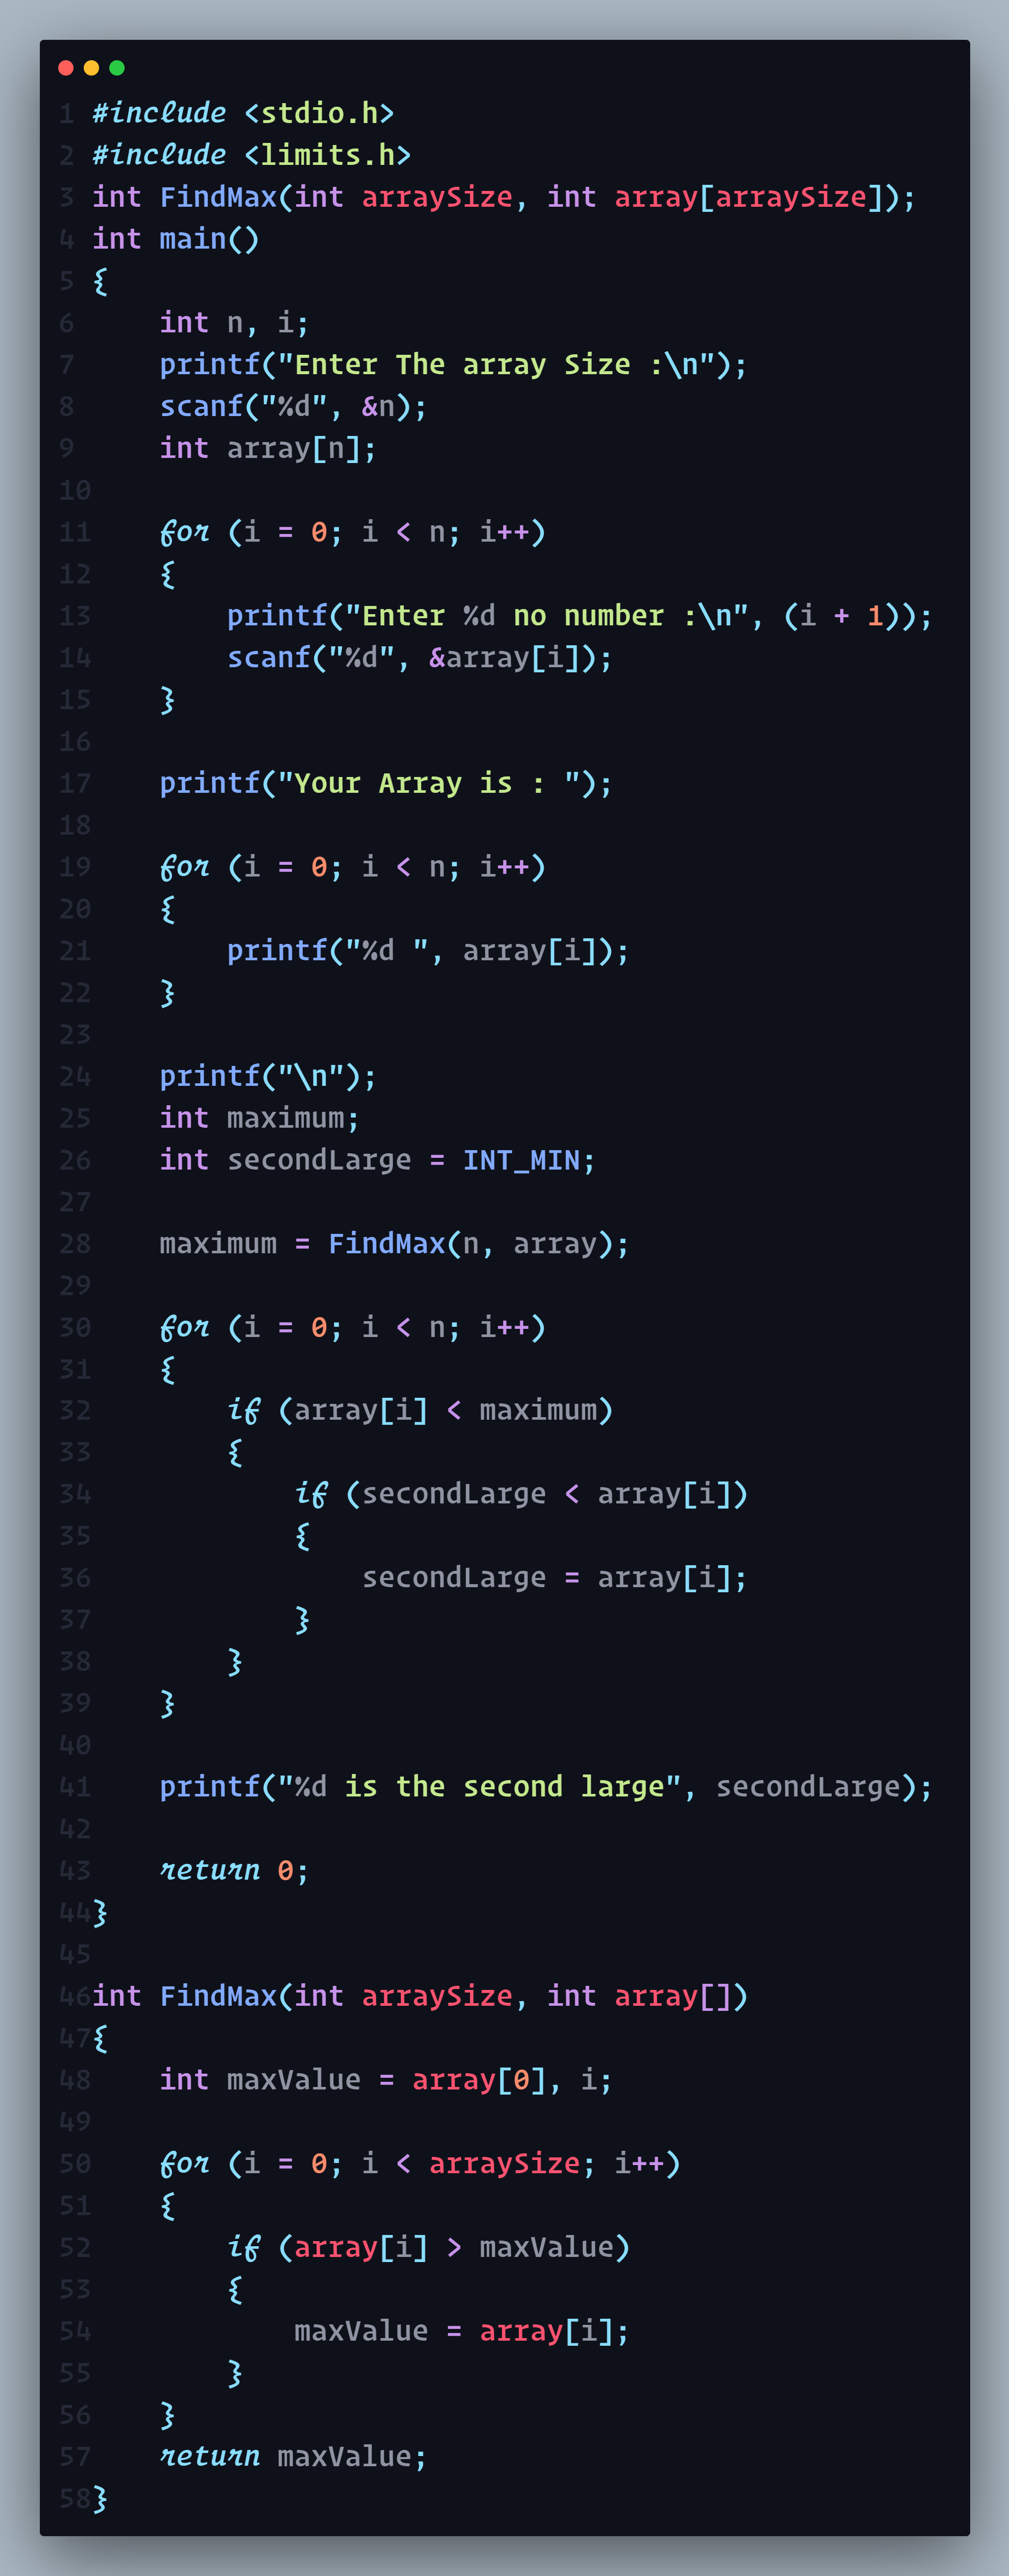 1 #include <stdio.h>
2 #include <limits.h>
3 int FindMax(int arraySize, int array[arraySize]);
4 int main()
5 {
6     int n, i;
7     printf("Enter The array Size :\n");
8     scanf("%d", &n);
9     int array[n];
10
11     for (i = 0; i < n; i++)
12     {
13         printf("Enter %d no number :\n", (i + 1));
14         scanf("%d", &array[i]);
15     }
16
17     printf("Your Array is : ");
18
19     for (i = 0; i < n; i++)
20     {
21         printf("%d ", array[i]);
22     }
23
24     printf("\n");
25     int maximum;
26     int secondLarge = INT_MIN;
27
28     maximum = FindMax(n, array);
29
30     for (i = 0; i < n; i++)
31     {
32         if (array[i] < maximum)
33         {
34             if (secondLarge < array[i])
35             {
36                 secondLarge = array[i];
37             }
38         }
39     }
40
41     printf("%d is the second large", secondLarge);
42
43     return 0;
44 }
45
46 int FindMax(int arraySize, int array[])
47 {
48     int maxValue = array[0], i;
49
50     for (i = 0; i < arraySize; i++)
51     {
52         if (array[i] > maxValue)
53         {
54             maxValue = array[i];
55         }
56     }
57     return maxValue;
58 }